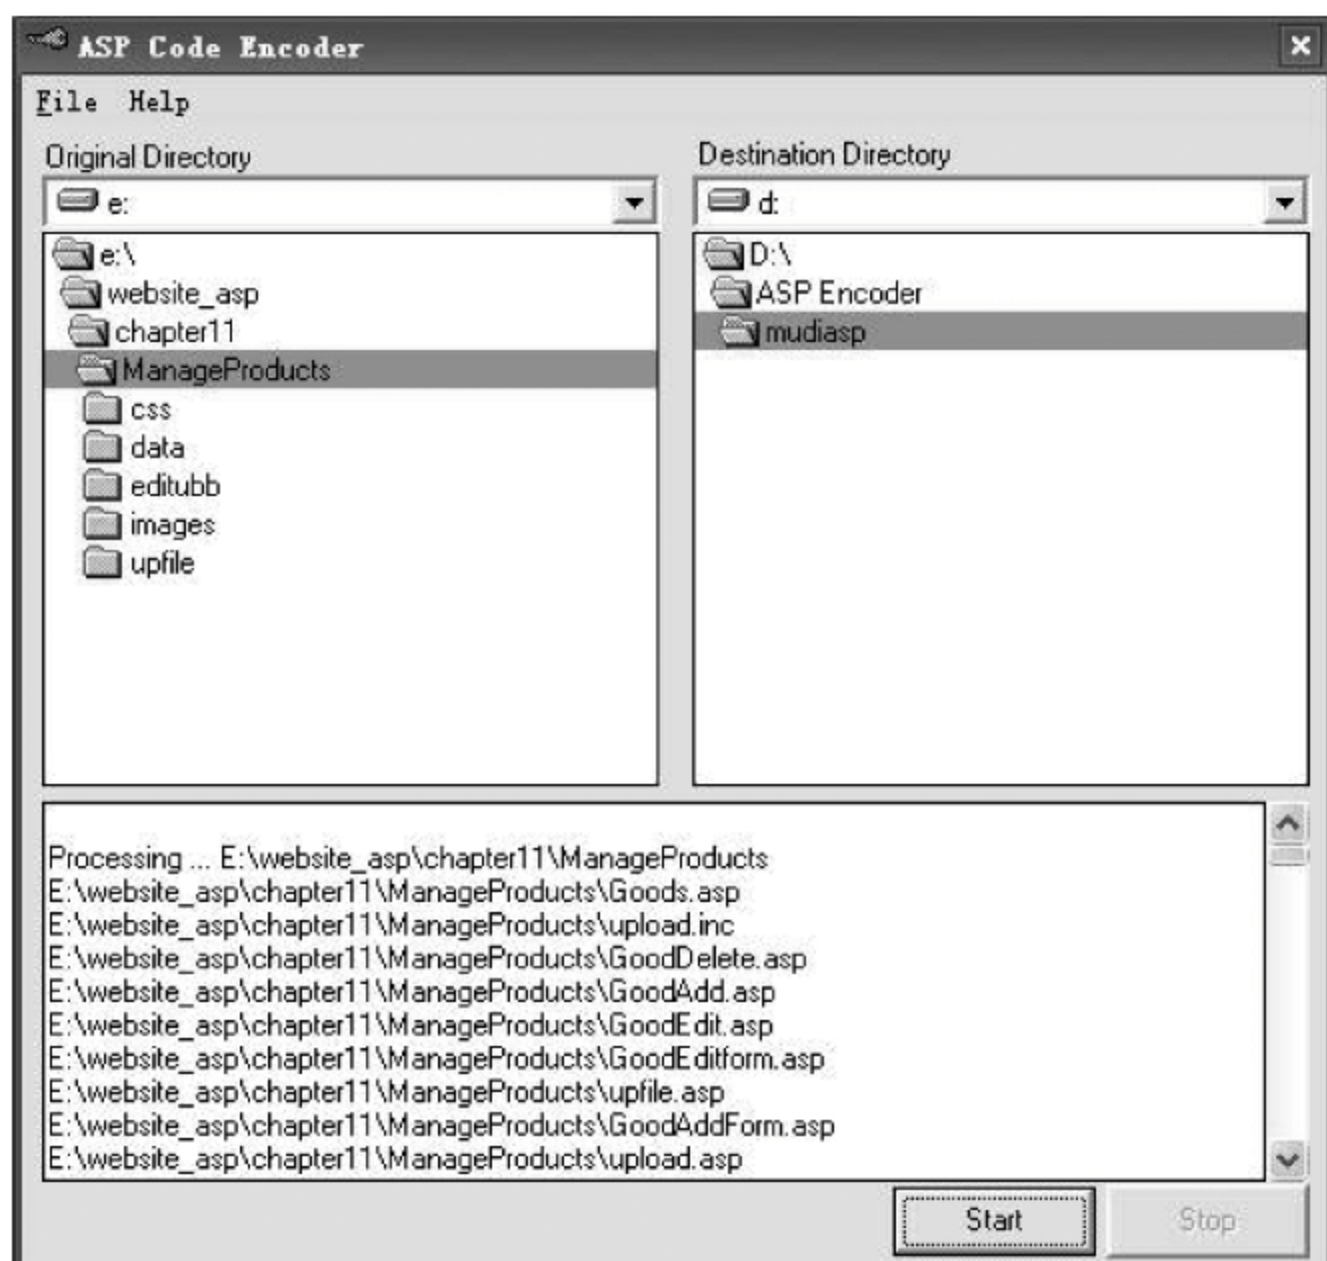 ASP Code Encoder
File Help
Original Directory
e:
e:\
website_asp
chapter11
ManageProducts
css
data
editubb
images
upfile
Destination Directory
d:
D:\
ASP Encoder
mudiasp
Processing ... E:\website_asp\chapter11\ManageProducts
E:\website_asp\chapter11\ManageProducts\Goods.asp
E:\website_asp\chapter11\ManageProducts\upload.inc
E:\website_asp\chapter11\ManageProducts\GoodDelete.asp
E:\website_asp\chapter11\ManageProducts\GoodAdd.asp
E:\website_asp\chapter11\ManageProducts\GoodEdit.asp
E:\website_asp\chapter11\ManageProducts\GoodEditform.asp
E:\website_asp\chapter11\ManageProducts\upfile.asp
E:\website_asp\chapter11\ManageProducts\GoodAddForm.asp
E:\website_asp\chapter11\ManageProducts\upload.asp
Start
Stop